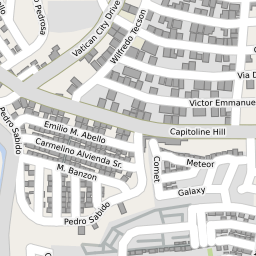 Pedrosa
Vatican City Drive
Wilfredo Tecson
Via D
Victor Emmanue
Capitoline Hill
Pedro Sabido
Emilio M. Abello
Carmelino Alvienda Sr.
M. Banzon
Comet
Meteor
Galaxy
Pedro Sabido